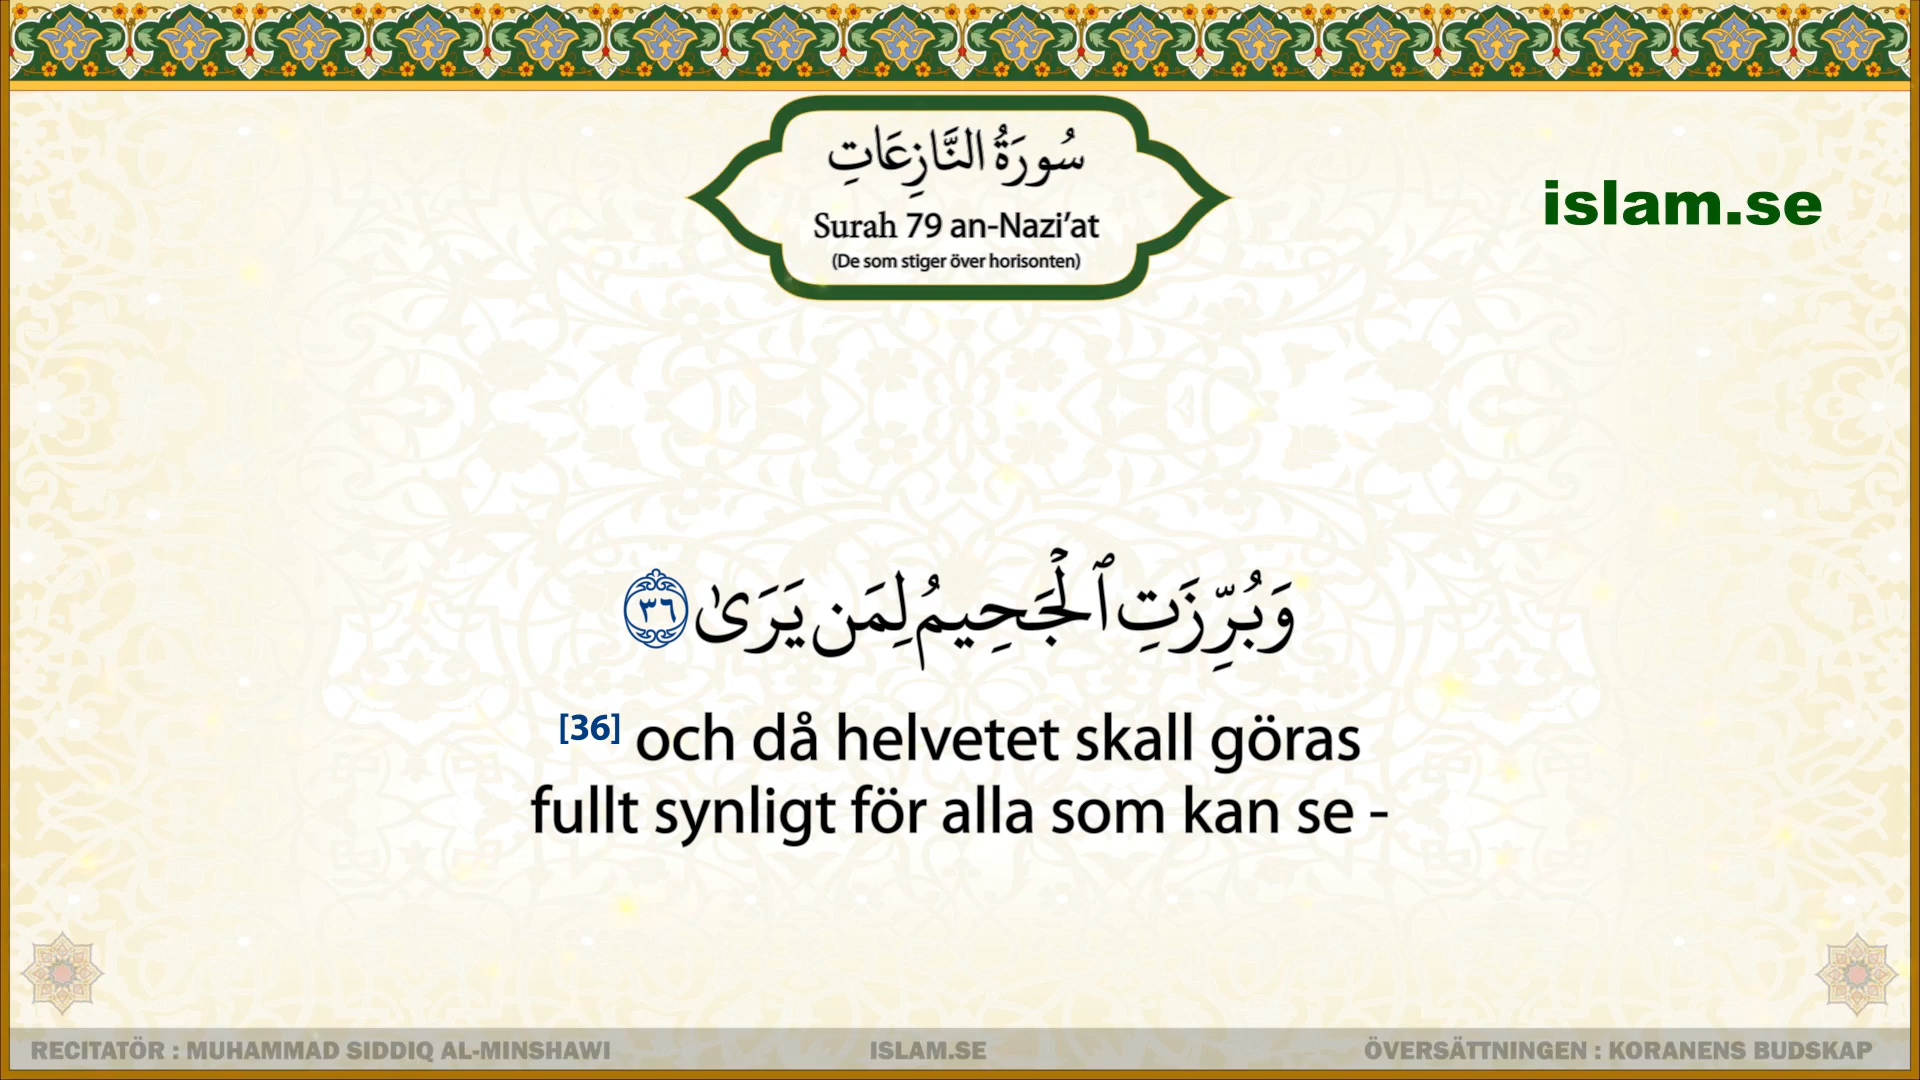 سُورَةُ النَّازِعَاتِ
Surah 79 an-Nazi’at
(De som stiger över horisonten)
islam.se
وَبُرِّزَتِ ٱلْجَحِيمُ لِمَن يَرَىٰ ٣٦
[36] och då helvetet skall göras
fullt synligt för alla som kan se -
RECITATÖR : MUHAMMAD SIDDIQ AL-MINSHAWI
ISLAM.SE
ÖVERSÄTTNINGEN : KORANENS BUDSKAP